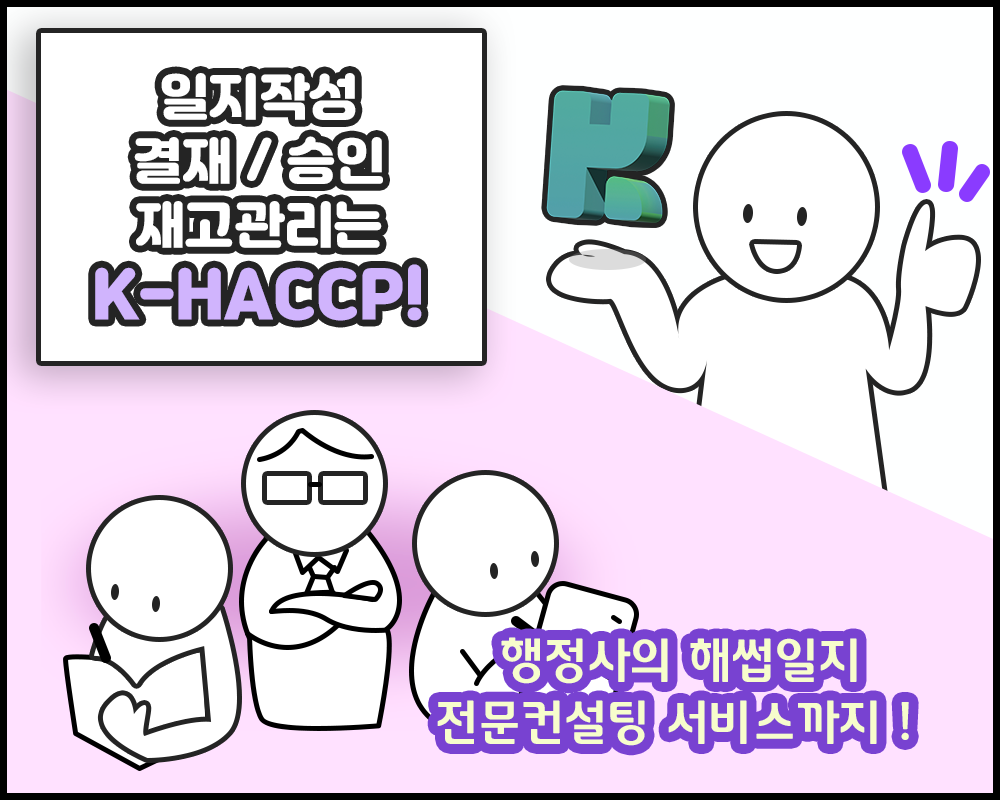 일지작성
결재 / 승인
재고관리는
K-HACCP!
K
행정사의 해썹일지
전문컨설팅 서비스까지 !